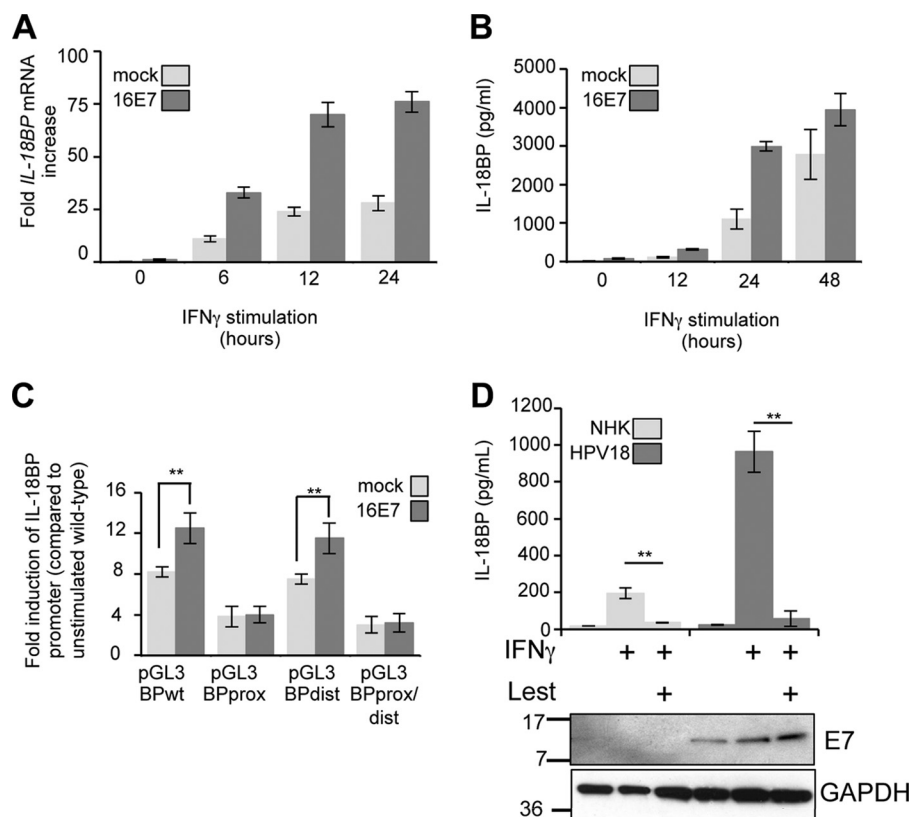 A
Fold IL-18BP mRNA
increase
100
75
50
25
0
mock
16E7
0
6
12
24
IFNγ stimulation
(hours)
B
IL-18BP (pg/ml)
6000
5000
4000
3000
2000
1000
0
mock
16E7
0
12
24
48
IFNγ stimulation
(hours)
C
Fold induction of IL-18BP
promoter (compared to
unstimulated wild-type)
16
12
8
4
0
**
**
mock
16E7
pGL3
BPwt
pGL3
BPprox
pGL3
BPdist
pGL3
BPprox/
dist
D
IL-18BP (pg/mL)
1200
1000
800
600
400
200
0
NHK
HPV18
**
**
IFNγ
+
+
+
+
Lest
+
+
17
7
E7
36
GAPDH